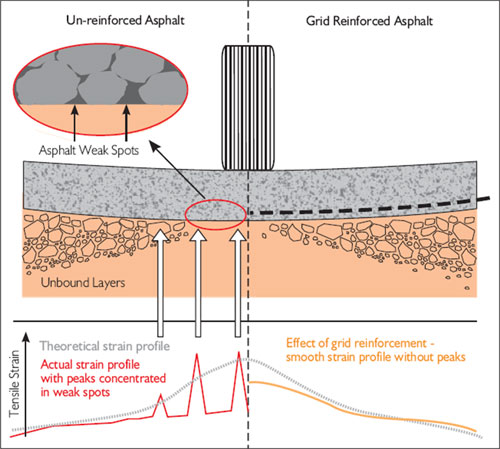 Un-reinforced Asphalt
Grid Reinforced Asphalt
Asphalt Weak Spots
Unbound Layers
Tensile Strain
Theoretical strain profile
Actual strain profile
with peaks concentrated
in weak spots
Effect of grid reinforcement -
smooth strain profile without peaks